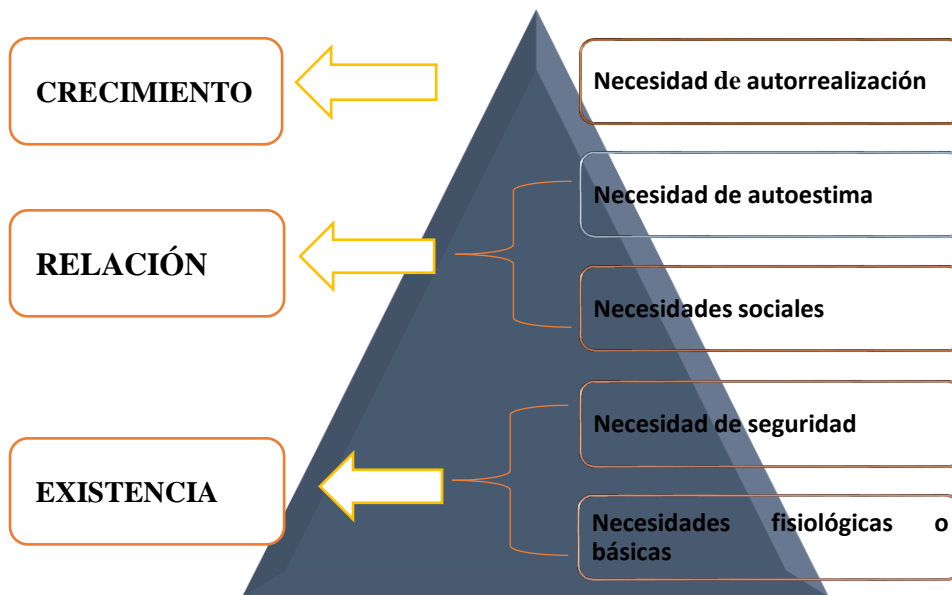 CRECIMIENTO
Necesidad de autorrealización
Necesidad de autoestima
RELACIÓN
Necesidades sociales
Necesidad de seguridad
EXISTENCIA
Necesidades fisiológicas o
básicas